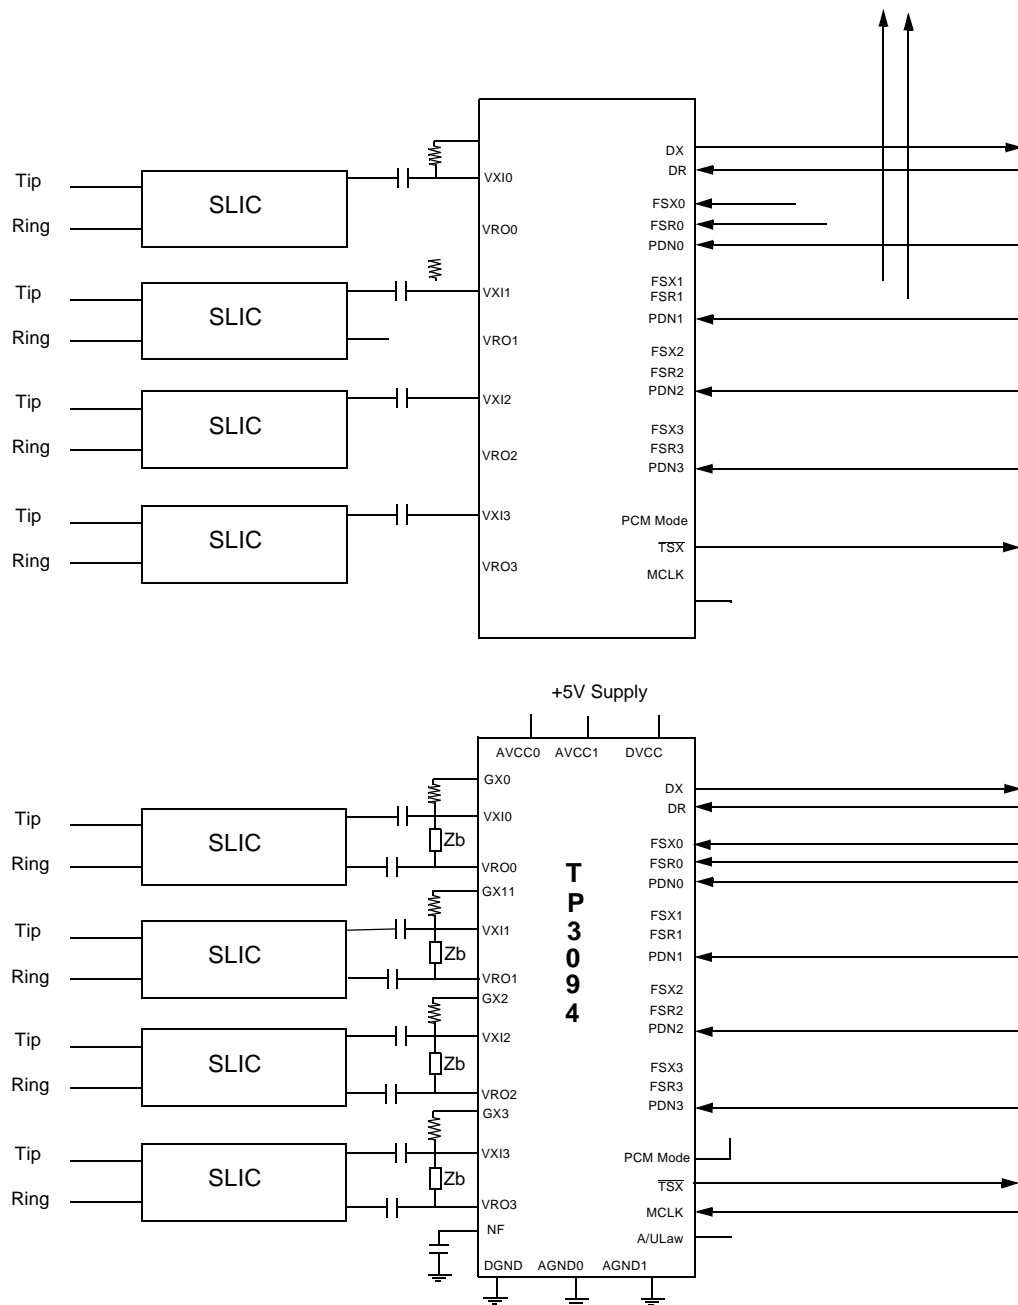 DX
DR
Tip
SLIC
VXI0
FSX0
Ring
VRO0
FSR0
PDN0
Tip
SLIC
VXI1
FSX1
FSR1
Ring
VRO1
PDN1
Tip
SLIC
VXI2
FSX2
FSR2
PDN2
Ring
VRO2
FSX3
FSR3
PDN3
Tip
SLIC
VXI3
PCM Mode
TSX
Ring
VRO3
MCLK
+5V Supply
AVCC0 AVCC1 DVCC
GX0
DX
DR
Tip
SLIC
VXI0
Zb
FSX0
FSR0
Ring
VRO0
PDN0
TP3094
GX11
FSX1
Tip
SLIC
VXI1
FSR1
Zb
PDN1
Ring
VRO1
GX2
FSX2
FSR2
Tip
SLIC
VXI2
PDN2
Zb
FSX3
Ring
VRO2
FSR3
PDN3
GX3
Tip
SLIC
VXI3
PCM Mode
Zb
TSX
Ring
VRO3
MCLK
NF
A/ULaw
DGND AGND0 AGND1